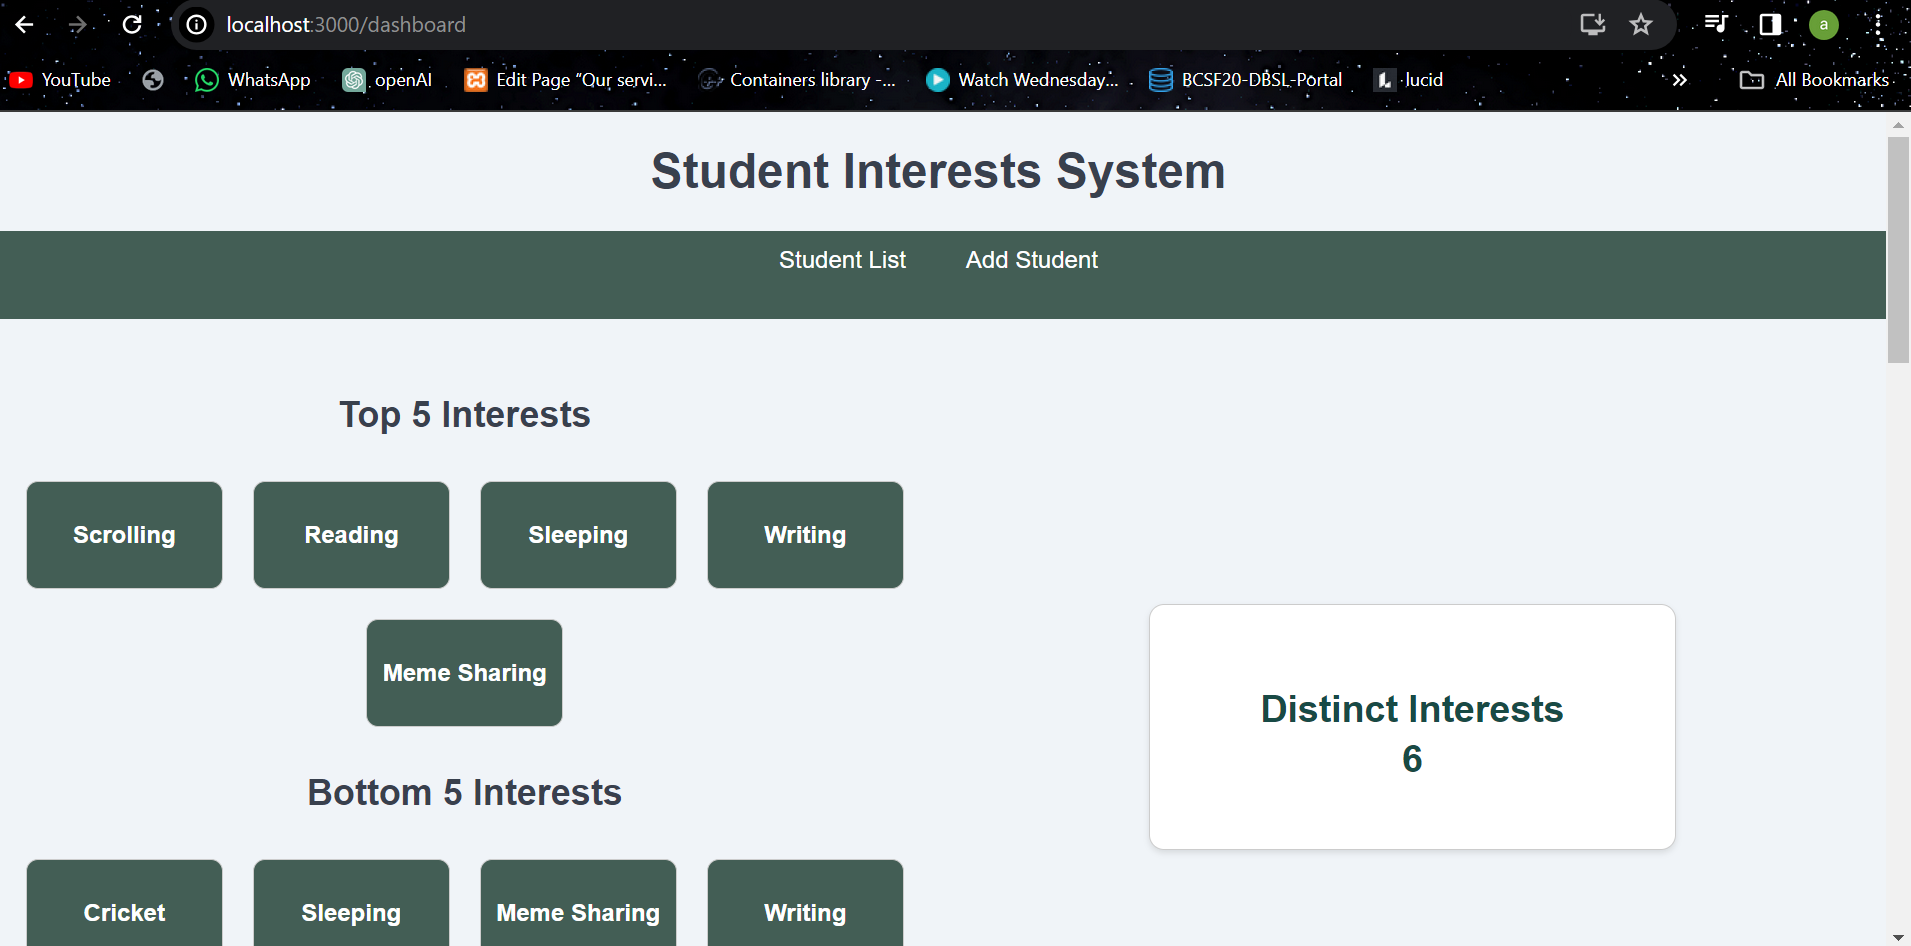 localhost:3000/dashboard
a
YouTube WhatsApp openAI Edit Page “Our servi... Containers library -... Watch Wednesday... BCSF20-DBSL-Portal lucid » All Bookmarks
Student Interests System
Student List Add Student
Top 5 Interests
Scrolling Reading Sleeping Writing
Meme Sharing
Distinct Interests
6
Bottom 5 Interests
Cricket Sleeping Meme Sharing Writing